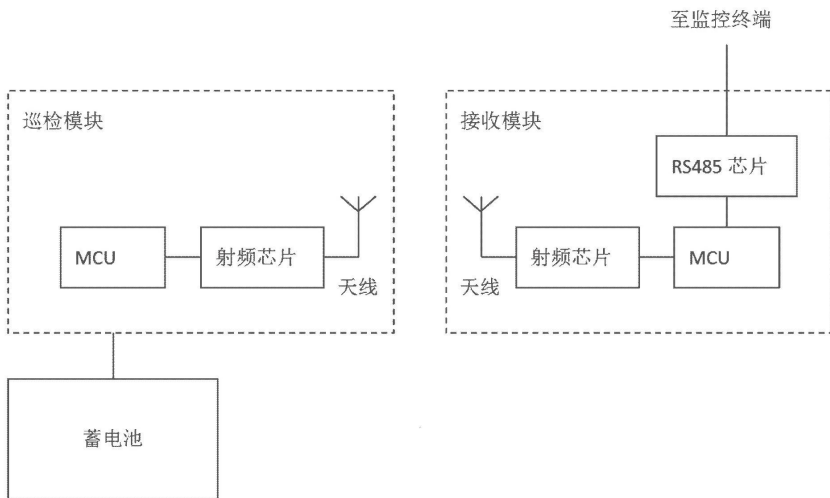 至监控终端
巡检模块
接收模块
RS485 芯片
MCU
射频芯片
天线
天线
射频芯片
MCU
蓄电池